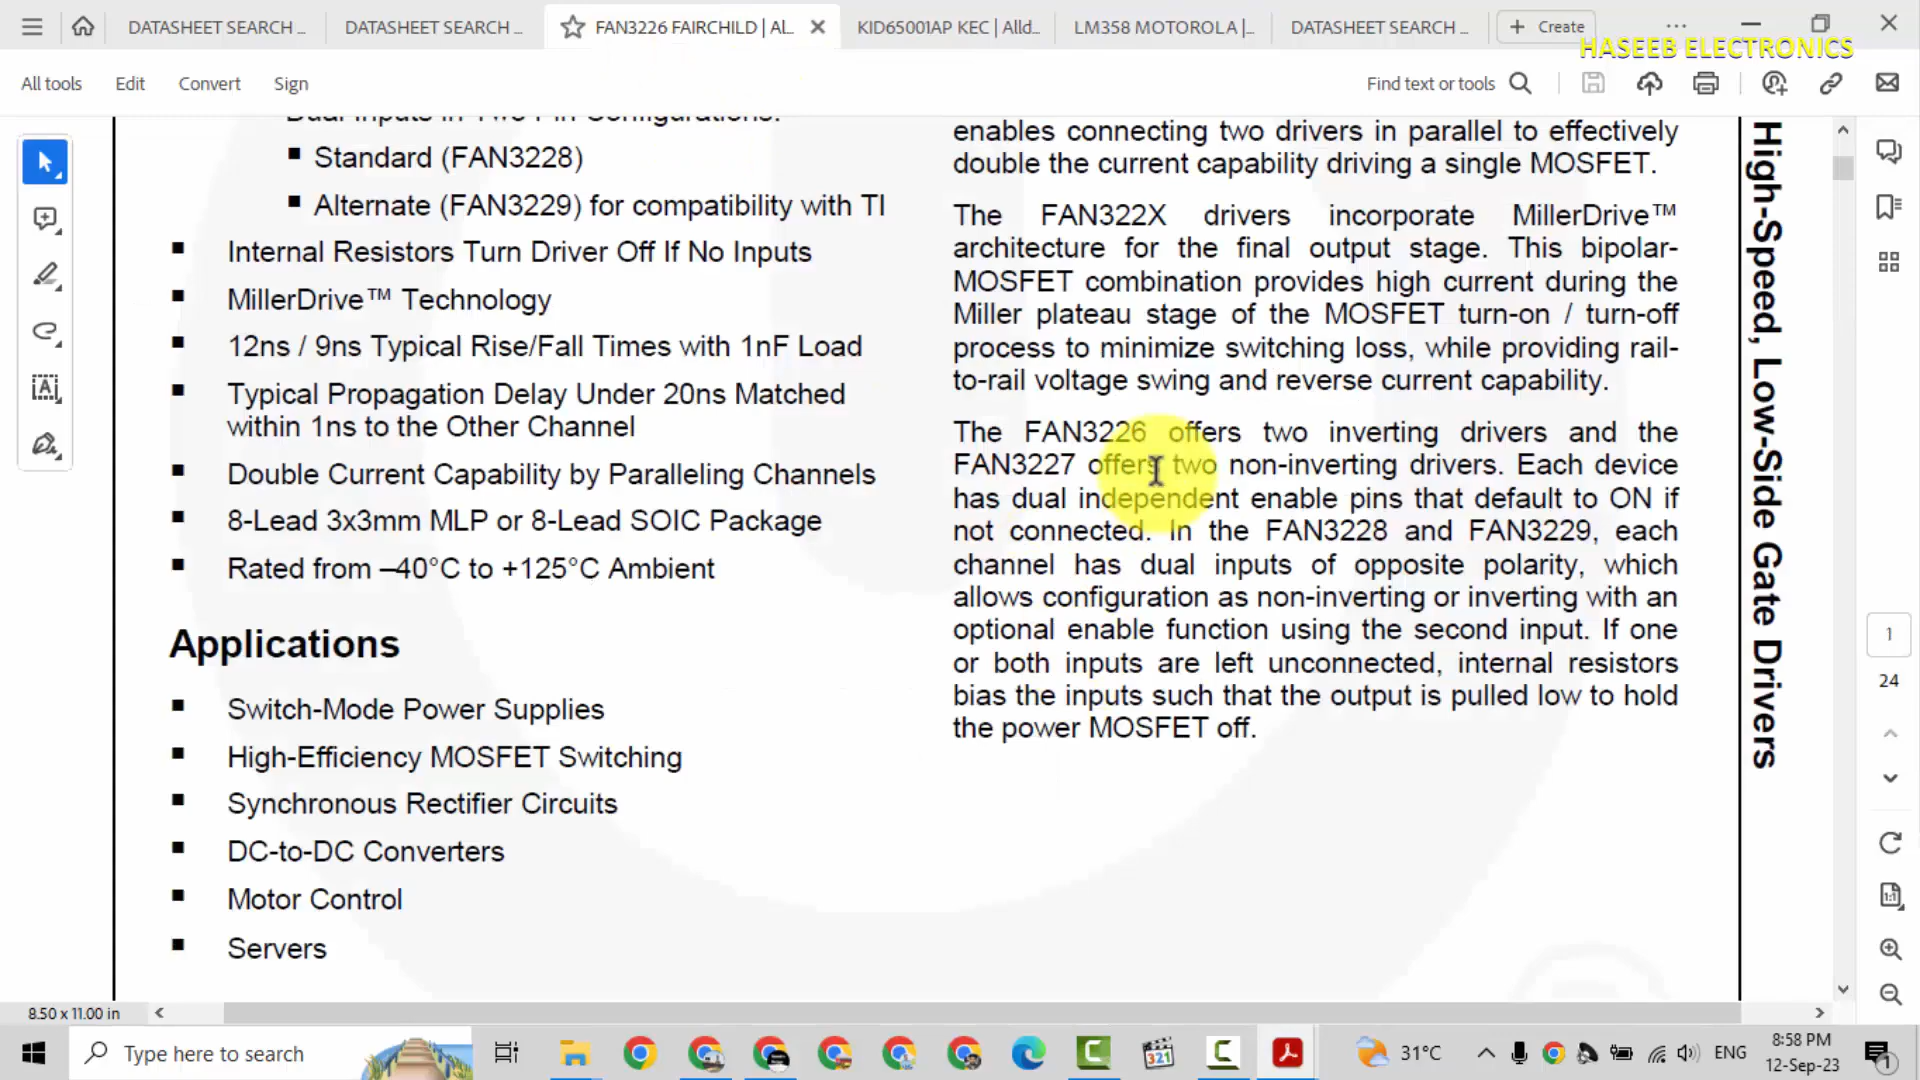 DATASHEET SEARCH ...
DATASHEET SEARCH ...
FAN3226 FAIRCHILD | Al...
KID65001AP KEC | Alld...
LM358 MOTOROLA |...
DATASHEET SEARCH ...
+ Create
HASEEB ELECTRONICS
All tools
Edit
Convert
Sign
Find text or tools
Dual Inputs in Two Pin Configurations:
■ Standard (FAN3228)
■ Alternate (FAN3229) for compatibility with TI
■ Internal Resistors Turn Driver Off If No Inputs
■ MillerDrive™ Technology
■ 12ns / 9ns Typical Rise/Fall Times with 1nF Load
■ Typical Propagation Delay Under 20ns Matched
within 1ns to the Other Channel
■ Double Current Capability by Paralleling Channels
■ 8-Lead 3x3mm MLP or 8-Lead SOIC Package
■ Rated from –40°C to +125°C Ambient
Applications
■ Switch-Mode Power Supplies
■ High-Efficiency MOSFET Switching
■ Synchronous Rectifier Circuits
■ DC-to-DC Converters
■ Motor Control
■ Servers
enables connecting two drivers in parallel to effectively
double the current capability driving a single MOSFET.
The FAN322X drivers incorporate MillerDrive™
architecture for the final output stage. This bipolar-
MOSFET combination provides high current during the
Miller plateau stage of the MOSFET turn-on / turn-off
process to minimize switching loss, while providing rail-
to-rail voltage swing and reverse current capability.
The FAN3226 offers two inverting drivers and the
FAN3227 offers two non-inverting drivers. Each device
has dual independent enable pins that default to ON if
not connected. In the FAN3228 and FAN3229, each
channel has dual inputs of opposite polarity, which
allows configuration as non-inverting or inverting with an
optional enable function using the second input. If one
or both inputs are left unconnected, internal resistors
bias the inputs such that the output is pulled low to hold
the power MOSFET off.
High-Speed, Low-Side Gate Drivers
1
24
8.50 x 11.00 in
Type here to search
321
31°C
ENG
8:58 PM
12-Sep-23
1